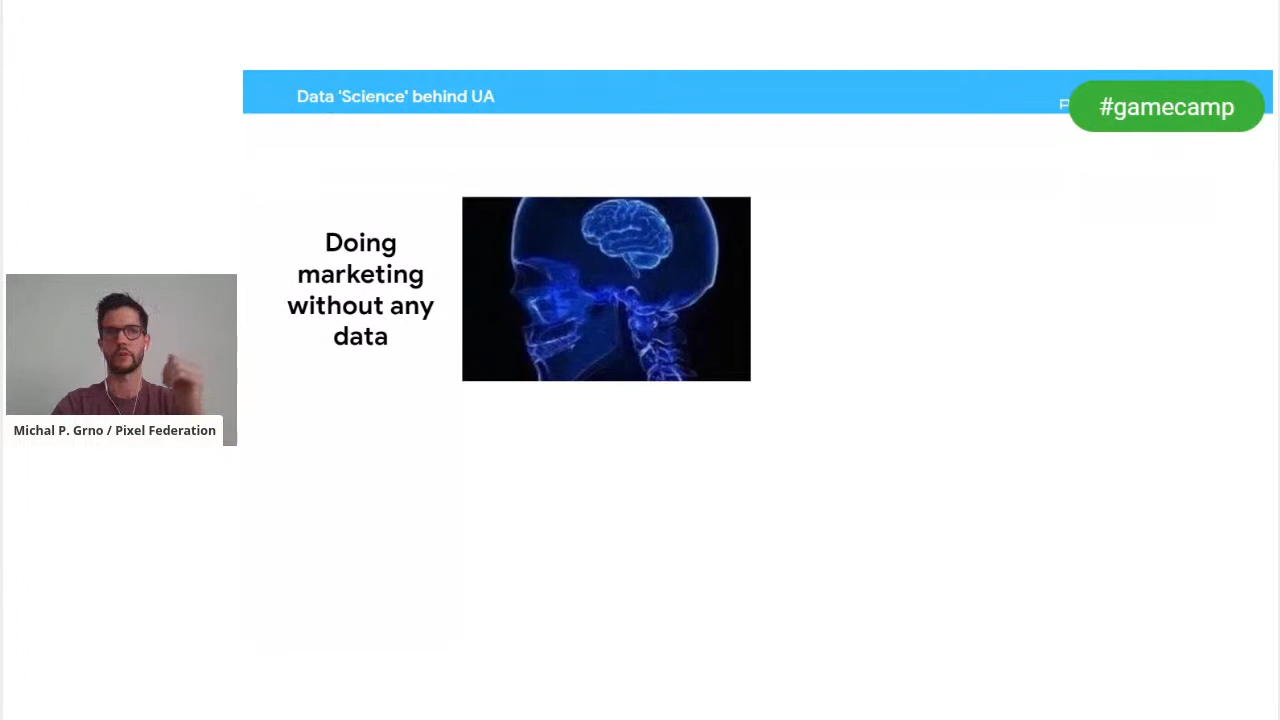 Data 'Science' behind UA
#gamecamp
Doing
marketing
without any
data
Michal P. Grno / Pixel Federation